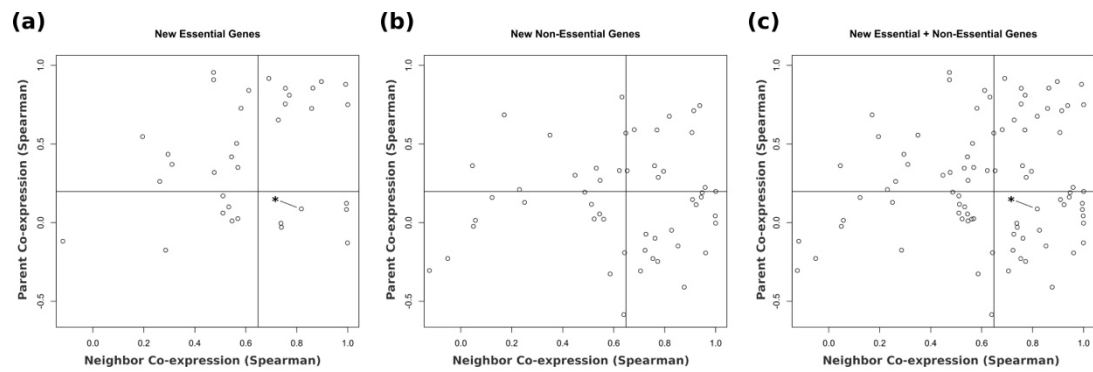 (a)
New Essential Genes
Parent Co-expression (Spearman)
1.0
0.5
0.0
-0.5
*
0.0 0.2 0.4 0.6 0.8 1.0
Neighbor Co-expression (Spearman)
(b)
New Non-Essential Genes
Parent Co-expression (Spearman)
1.0
0.5
0.0
-0.5
0.0 0.2 0.4 0.6 0.8 1.0
Neighbor Co-expression (Spearman)
(c)
New Essential + Non-Essential Genes
Parent Co-expression (Spearman)
1.0
0.5
0.0
-0.5
*
0.0 0.2 0.4 0.6 0.8 1.0
Neighbor Co-expression (Spearman)